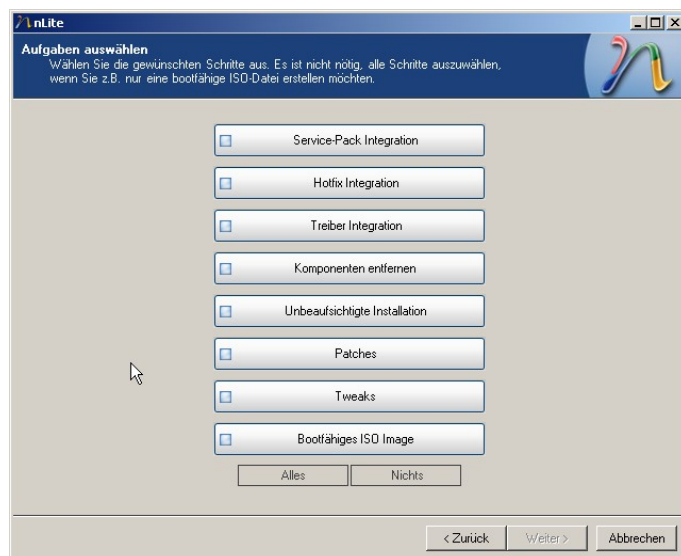 nLite
Aufgaben auswählen
Wählen Sie die gewünschten Schritte aus. Es ist nicht nötig, alle Schritte auszuwählen,
wenn Sie z.B. nur eine bootfähige ISO-Datei erstellen möchten.
Service-Pack Integration
Hotfix Integration
Treiber Integration
Komponenten entfernen
Unbeaufsichtigte Installation
Patches
Tweaks
Bootfähiges ISO Image
Alles Nichts
< Zurück Weiter > Abbrechen